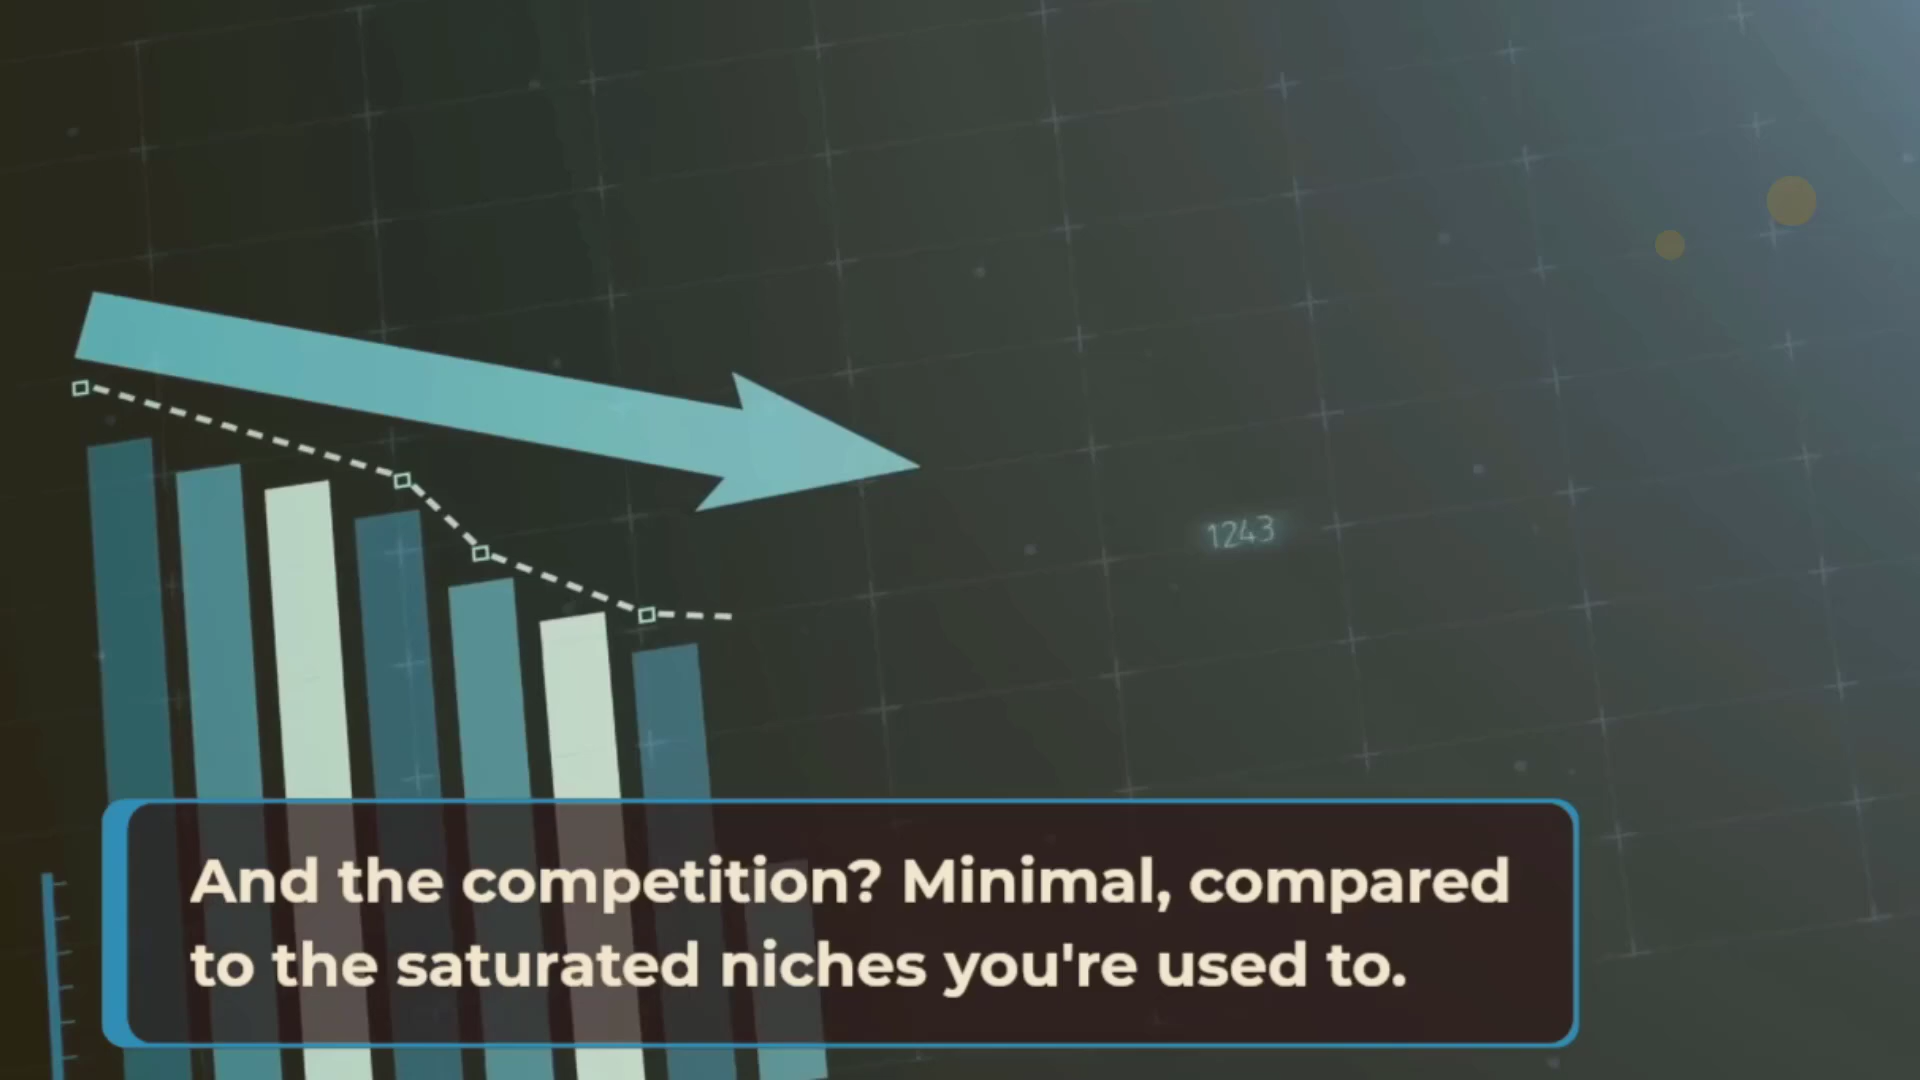 1243
And the competition? Minimal, compared
to the saturated niches you're used to.